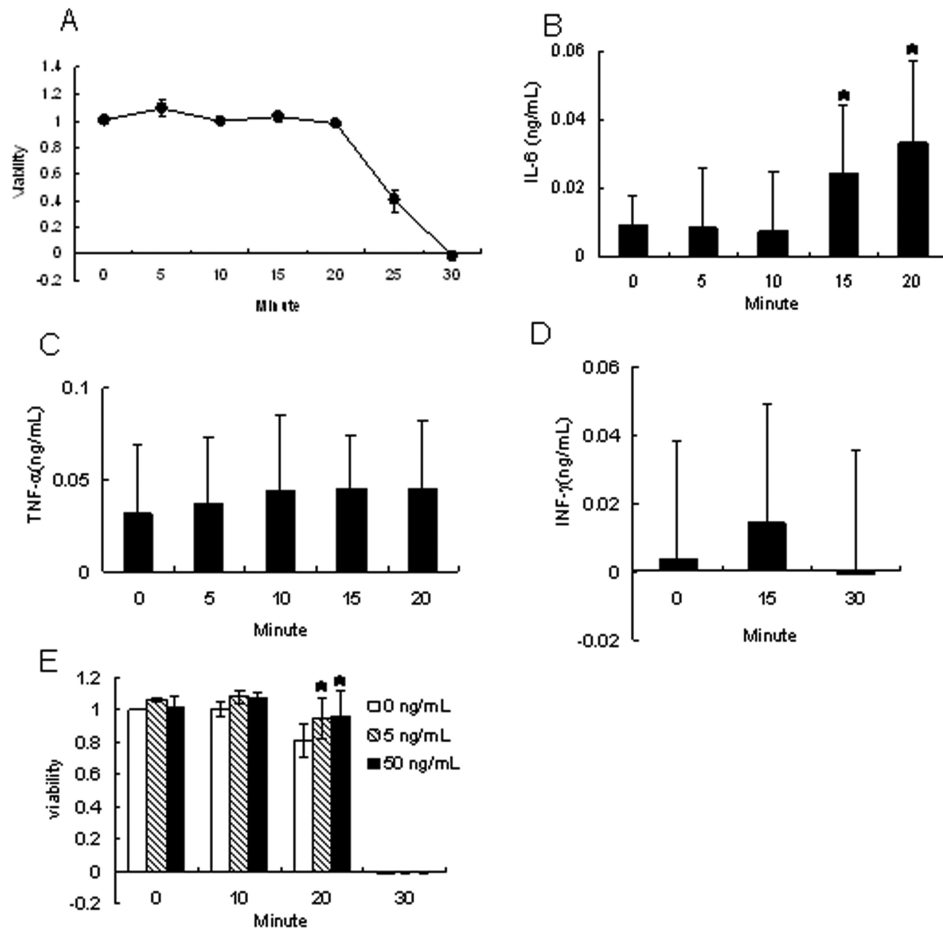 A
1.4
1.2
1
0.8
0.6
0.4
0.2
0
-0.2
Viability
0 5 10 15 20 25 30
Minute
B
0.06
0.04
0.02
0
IL-6 (ng/mL)
* *
0 5 10 15 20
Minute
C
0.1
0.05
0
TNF-α(ng/mL)
0 5 10 15 20
Minute
D
0.06
0.04
0.02
0
-0.02
INF-γ(ng/mL)
0 15 30
Minute
E
1.2
1
0.8
0.6
0.4
0.2
0
-0.2
viability
* *
0 ng/mL
5 ng/mL
50 ng/mL
0 10 20 30
Minute